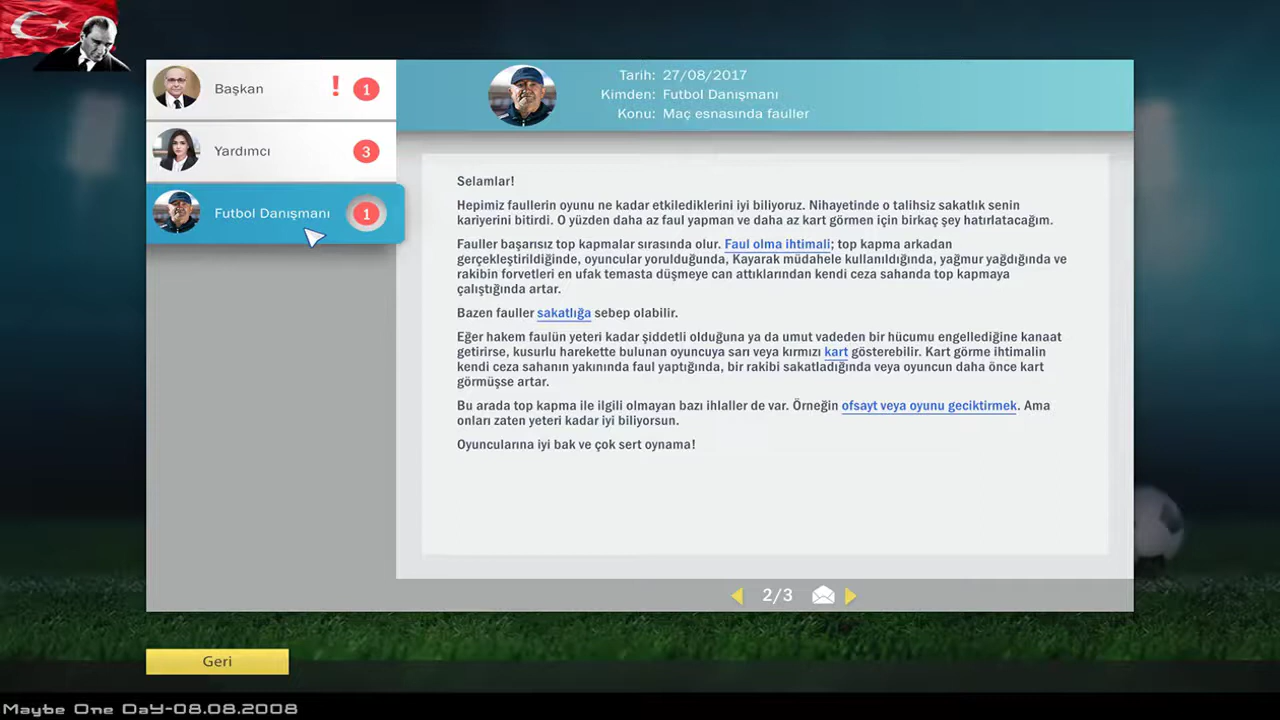 Başkan
1
Yardımcı
3
Futbol Danışmanı
1
Tarih: 27/08/2017
Kimden: Futbol Danışmanı
Konu: Maç esnasında fauller
Selamlar!
Hepimiz faullerin oyunu ne kadar etkilediklerini iyi biliyoruz. Nihayetinde o talihsiz sakatlık senin
kariyerini bitirdi. O yüzden daha az faul yapman ve daha az kart görmen için birkaç şey hatırlatacağım.
Fauller başarısız top kapmalar sırasında olur. Faul olma ihtimali; top kapma arkadan
gerçekleştirildiğinde, oyuncular yorulduğunda, Kayarak müdahele kullanıldığında, yağmur yağdığında ve
rakibin forvetleri en ufak temasta düşmeye can attıklarından kendi ceza sahanda top kapmaya
çalıştığında artar.
Bazen fauller sakatlığa sebep olabilir.
Eğer hakem faulün yeteri kadar şiddetli olduğuna ya da umut vadeden bir hücumu engellediğine kanaat
getirirse, kusurlu harekette bulunan oyuncuya sarı veya kırmızı kart gösterebilir. Kart görme ihtimalin
kendi ceza sahanın yakınında faul yaptığında, bir rakibi sakatladığında veya oyuncun daha önce kart
görmüşse artar.
Bu arada top kapma ile ilgili olmayan bazı ihlaller de var. Örneğin ofsayt veya oyunu geciktirmek. Ama
onları zaten yeteri kadar iyi biliyorsun.
Oyuncularına iyi bak ve çok sert oynama!
2/3
Geri
Maybe One Day-08.08.2008